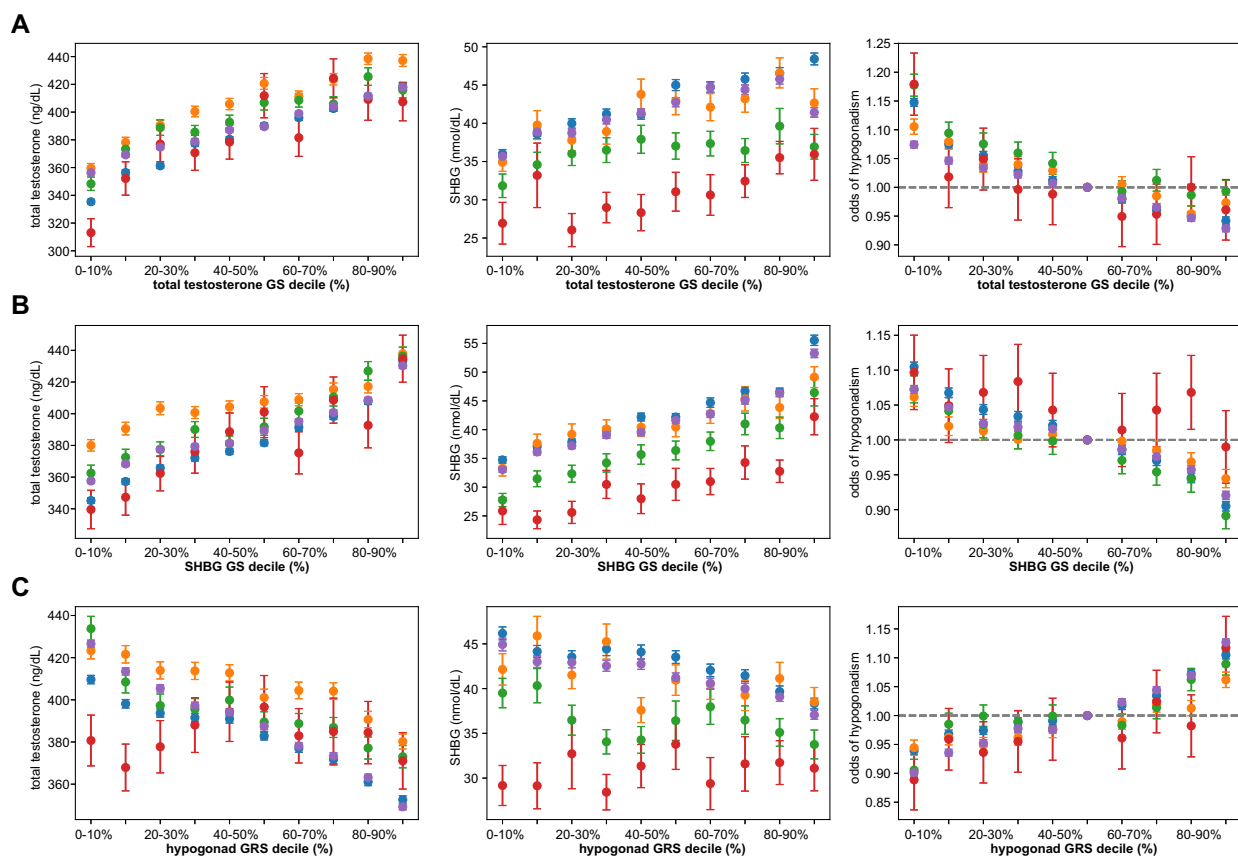 A
total testosterone (ng/dL)
440
420
400
380
360
340
320
300
0-10% 20-30% 40-50% 60-70% 80-90%
total testosterone GS decile (%)
SHBG (nmol/dL)
50
45
40
35
30
25
0-10% 20-30% 40-50% 60-70% 80-90%
total testosterone GS decile (%)
odds of hypogonadism
1.25
1.20
1.15
1.10
1.05
1.00
0.95
0.90
0-10% 20-30% 40-50% 60-70% 80-90%
total testosterone GS decile (%)
B
total testosterone (ng/dL)
440
420
400
380
360
340
0-10% 20-30% 40-50% 60-70% 80-90%
SHBG GS decile (%)
SHBG (nmol/dL)
55
50
45
40
35
30
25
0-10% 20-30% 40-50% 60-70% 80-90%
SHBG GS decile (%)
odds of hypogonadism
1.15
1.10
1.05
1.00
0.95
0.90
0-10% 20-30% 40-50% 60-70% 80-90%
SHBG GS decile (%)
C
total testosterone (ng/dL)
440
420
400
380
360
0-10% 20-30% 40-50% 60-70% 80-90%
hypogonad GRS decile (%)
SHBG (nmol/dL)
45
40
35
30
0-10% 20-30% 40-50% 60-70% 80-90%
hypogonad GRS decile (%)
odds of hypogonadism
1.15
1.10
1.05
1.00
0.95
0.90
0.85
0-10% 20-30% 40-50% 60-70% 80-90%
hypogonad GRS decile (%)